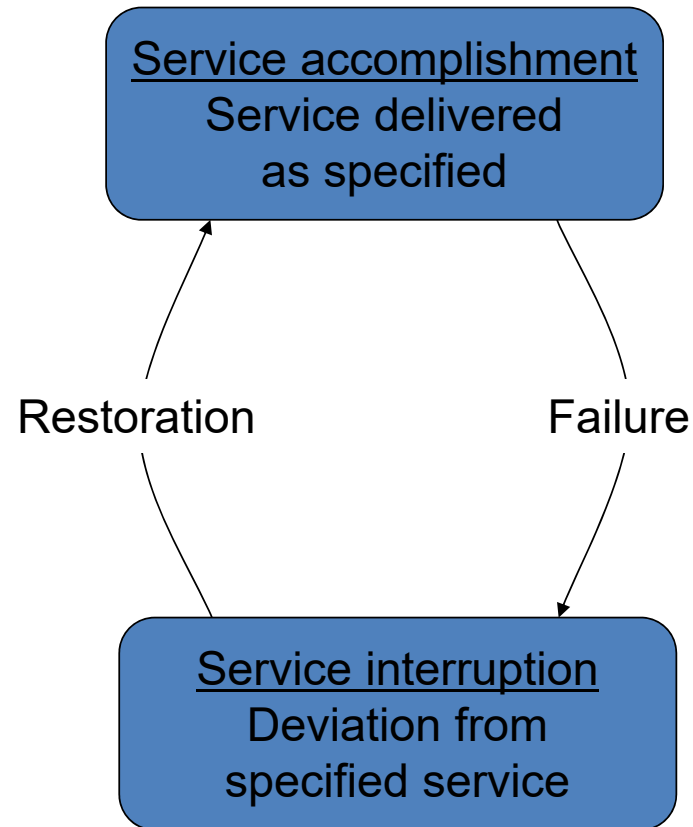 Service accomplishment
Service delivered
as specified
Restoration
Failure
Service interruption
Deviation from
specified service